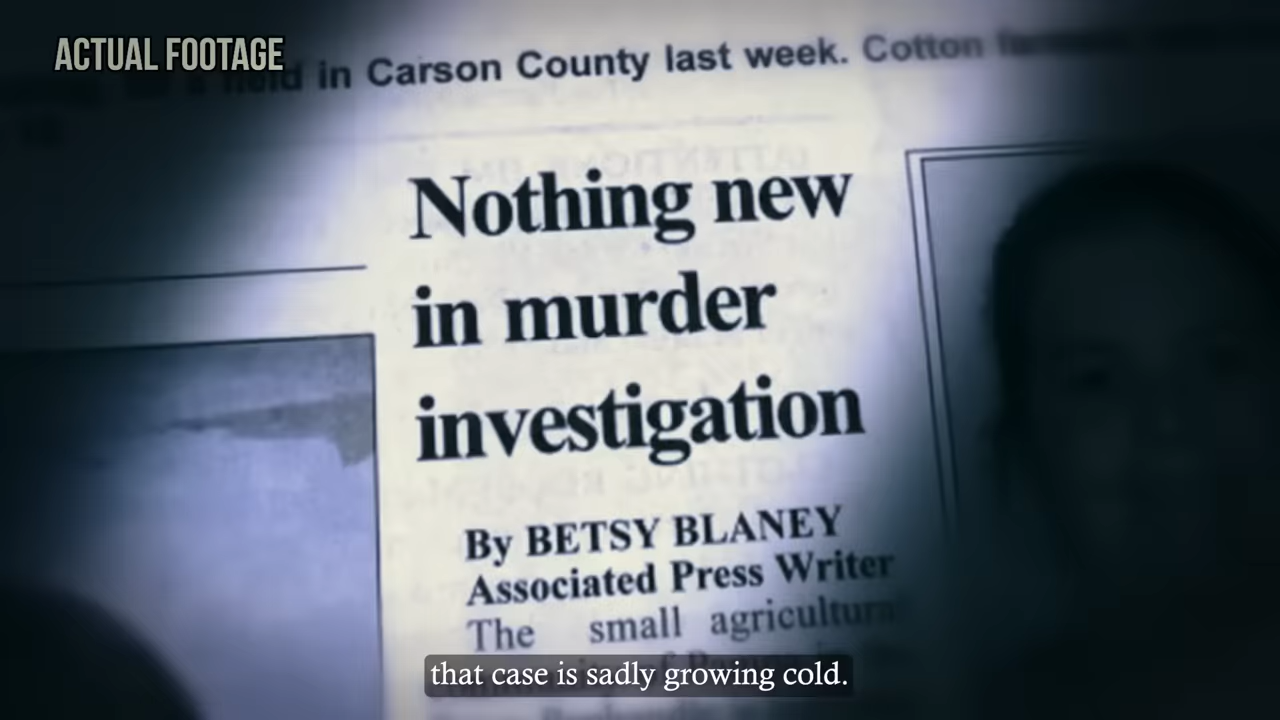 ACTUAL FOOTAGE
in Carson County last week. Cotton
Nothing new
in murder
investigation
By BETSY BLANEY
Associated Press Writer
The small agricultura
that case is sadly growing cold.